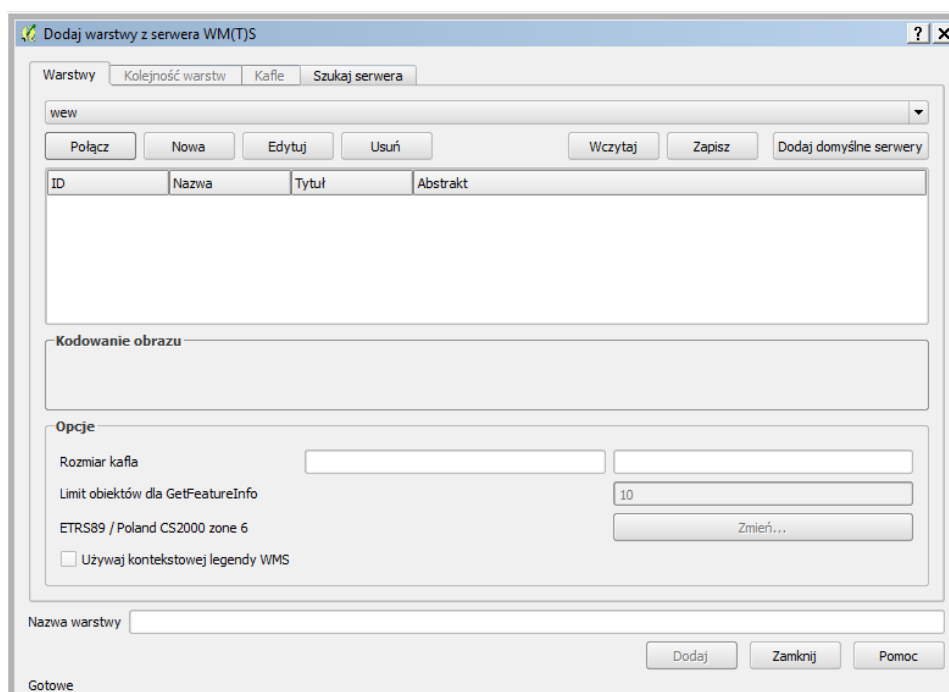 Dodaj warstwy z serwera WM(T)S
Warstwy Kolejność warstw Kafle Szukaj serwera
wew
Połącz Nowa Edytuj Usuń Wczytaj Zapisz Dodaj domyślne serwery
ID Nazwa Tytuł Abstrakt
Kodowanie obrazu
Opcje
Rozmiar kafla
Limit obiektów dla GetFeatureInfo 10
ETRS89 / Poland CS2000 zone 6 Zmień...
Używaj kontekstowej legendy WMS
Nazwa warstwy
Dodaj Zamknij Pomoc
Gotowe